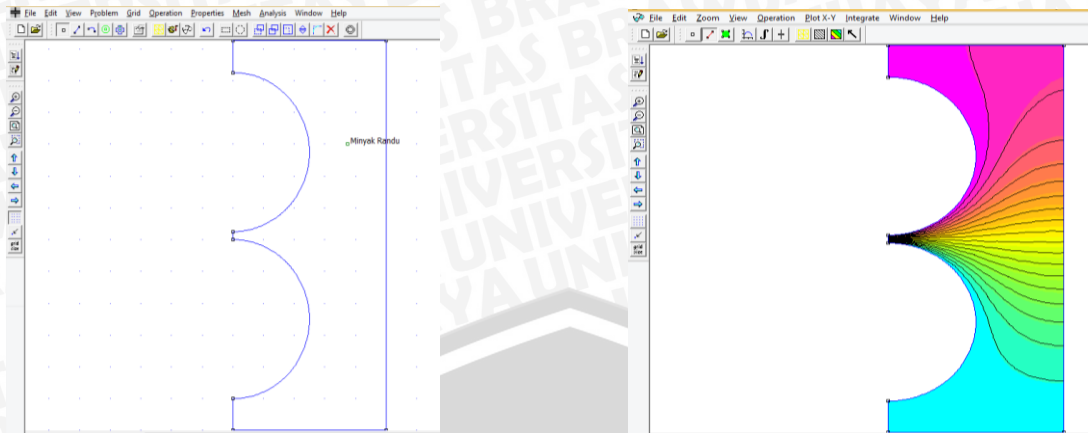 File Edit View Problem Grid Operation Properties Mesh Analysis Window Help
Minyak Randu
File Edit Zoom View Operation Plot X-Y Integrate Window Help